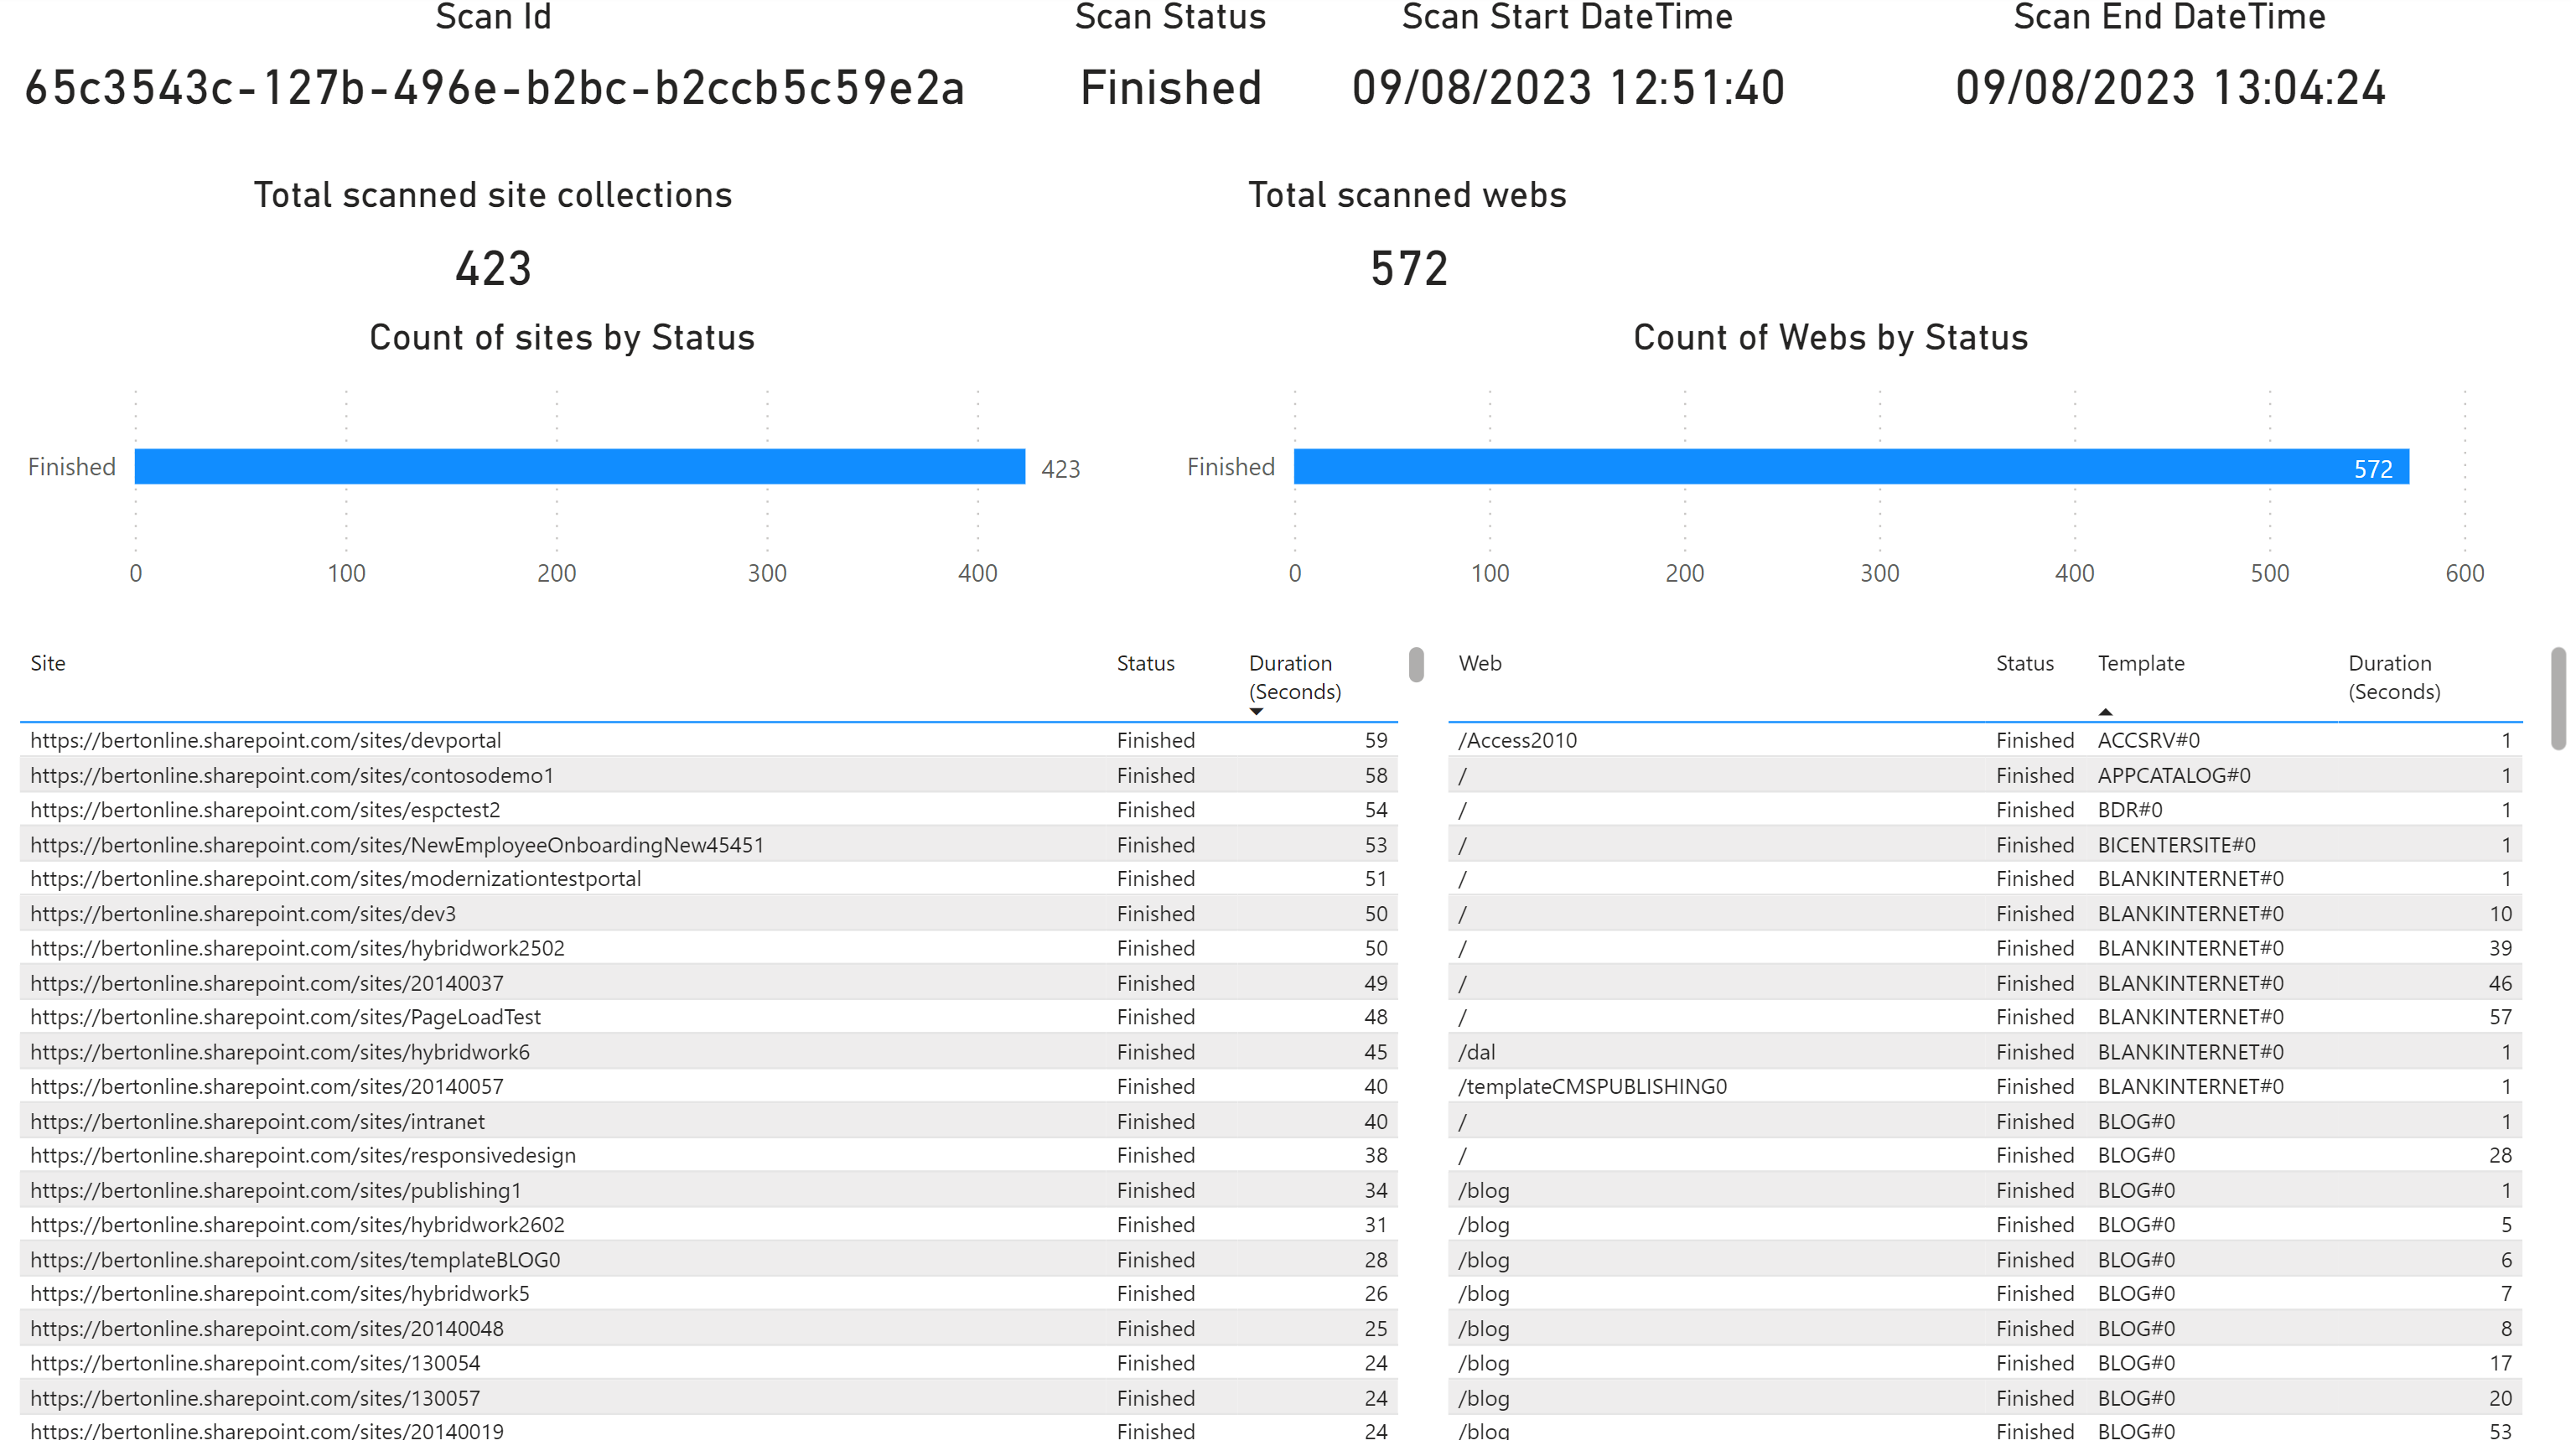 Scan Id Scan Status Scan Start DateTime Scan End DateTime
65c3543c-127b-496e-b2bc-b2ccb5c59e2a Finished 09/08/2023 12:51:40 09/08/2023 13:04:24
Total scanned site collections Total scanned webs
423 572
Count of sites by Status
Finished 423
0 100 200 300 400
Count of Webs by Status
Finished 572
0 100 200 300 400 500 600
Site Status Duration (Seconds)
https://bertonline.sharepoint.com/sites/devportal Finished 59
https://bertonline.sharepoint.com/sites/contosodemo1 Finished 58
https://bertonline.sharepoint.com/sites/espctest2 Finished 54
https://bertonline.sharepoint.com/sites/NewEmployeeOnboardingNew45451 Finished 53
https://bertonline.sharepoint.com/sites/modernizationtestportal Finished 51
https://bertonline.sharepoint.com/sites/dev3 Finished 50
https://bertonline.sharepoint.com/sites/hybridwork2502 Finished 50
https://bertonline.sharepoint.com/sites/20140037 Finished 49
https://bertonline.sharepoint.com/sites/PageLoadTest Finished 48
https://bertonline.sharepoint.com/sites/hybridwork6 Finished 45
https://bertonline.sharepoint.com/sites/20140057 Finished 40
https://bertonline.sharepoint.com/sites/intranet Finished 40
https://bertonline.sharepoint.com/sites/responsivedesign Finished 38
https://bertonline.sharepoint.com/sites/publishing1 Finished 34
https://bertonline.sharepoint.com/sites/hybridwork2602 Finished 31
https://bertonline.sharepoint.com/sites/templateBLOG0 Finished 28
https://bertonline.sharepoint.com/sites/hybridwork5 Finished 26
https://bertonline.sharepoint.com/sites/20140048 Finished 25
https://bertonline.sharepoint.com/sites/130054 Finished 24
https://bertonline.sharepoint.com/sites/130057 Finished 24
https://bertonline.sharepoint.com/sites/20140019 Finished 24
Web Status Template Duration (Seconds)
/Access2010 Finished ACCSRV#0 1
/ Finished APPCATALOG#0 1
/ Finished BDR#0 1
/ Finished BICENTERSITE#0 1
/ Finished BLANKINTERNET#0 1
/ Finished BLANKINTERNET#0 10
/ Finished BLANKINTERNET#0 39
/ Finished BLANKINTERNET#0 46
/ Finished BLANKINTERNET#0 57
/dal Finished BLANKINTERNET#0 1
/templateCMSPUBLISHING0 Finished BLANKINTERNET#0 1
/ Finished BLOG#0 1
/ Finished BLOG#0 28
/blog Finished BLOG#0 1
/blog Finished BLOG#0 5
/blog Finished BLOG#0 6
/blog Finished BLOG#0 7
/blog Finished BLOG#0 8
/blog Finished BLOG#0 17
/blog Finished BLOG#0 20
/blog Finished BLOG#0 53